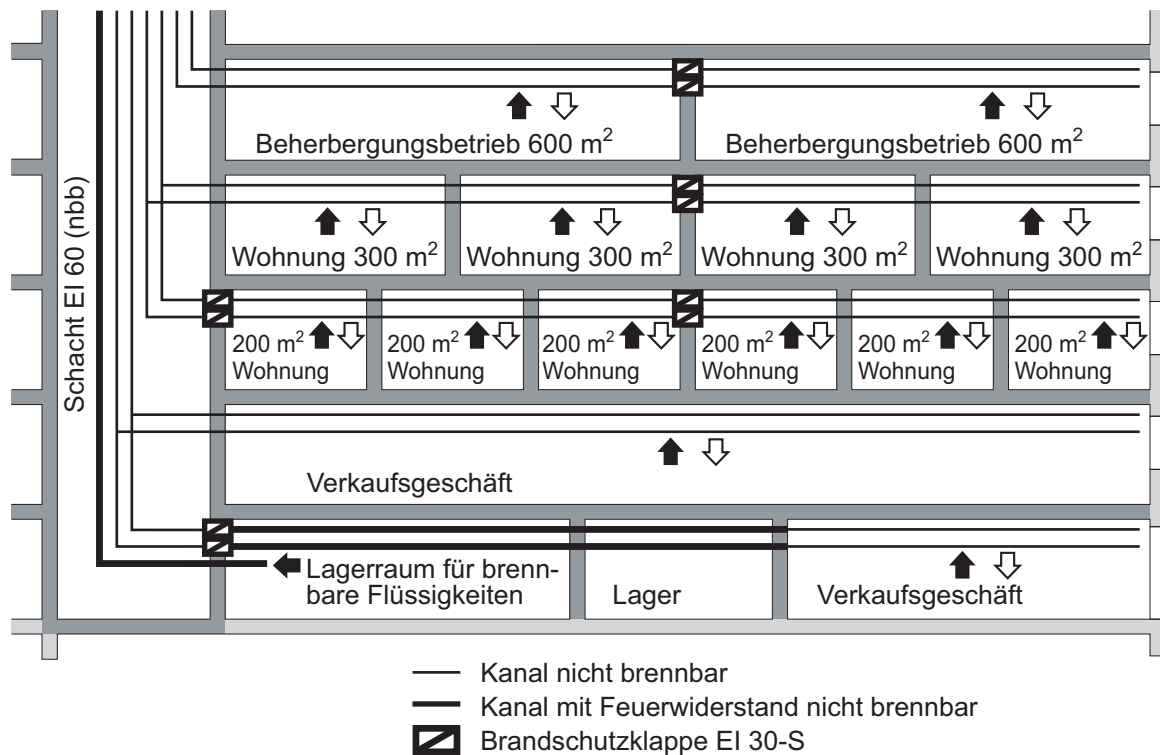 Schacht EI 60 (nbb)
Beherbergungsbetrieb 600 m²
Beherbergungsbetrieb 600 m²
Wohnung 300 m²
Wohnung 300 m²
Wohnung 300 m²
Wohnung 300 m²
200 m²
Wohnung
200 m²
Wohnung
200 m²
Wohnung
200 m²
Wohnung
200 m²
Wohnung
200 m²
Wohnung
Verkaufsgeschäft
Lagerraum für brenn-
bare Flüssigkeiten
Lager
Verkaufsgeschäft
Kanal nicht brennbar
Kanal mit Feuerwiderstand nicht brennbar
Brandschutzklappe EI 30-S